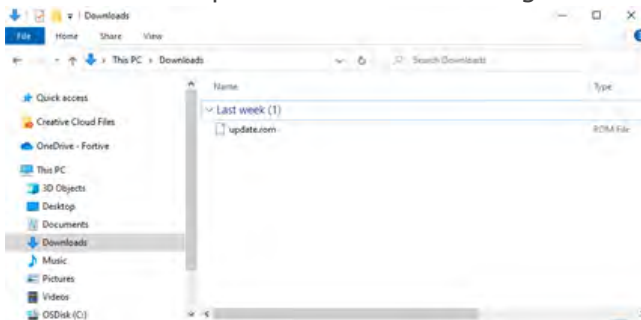 Downloads
File Home Share View
This PC > Downloads
Search Downloads
Name Type
Quick access
Last week (1)
Creative Cloud Files
update.rom ROM File
OneDrive - Fortive
This PC
3D Objects
Desktop
Documents
Downloads
Music
Pictures
Videos
OSDisk (C:)